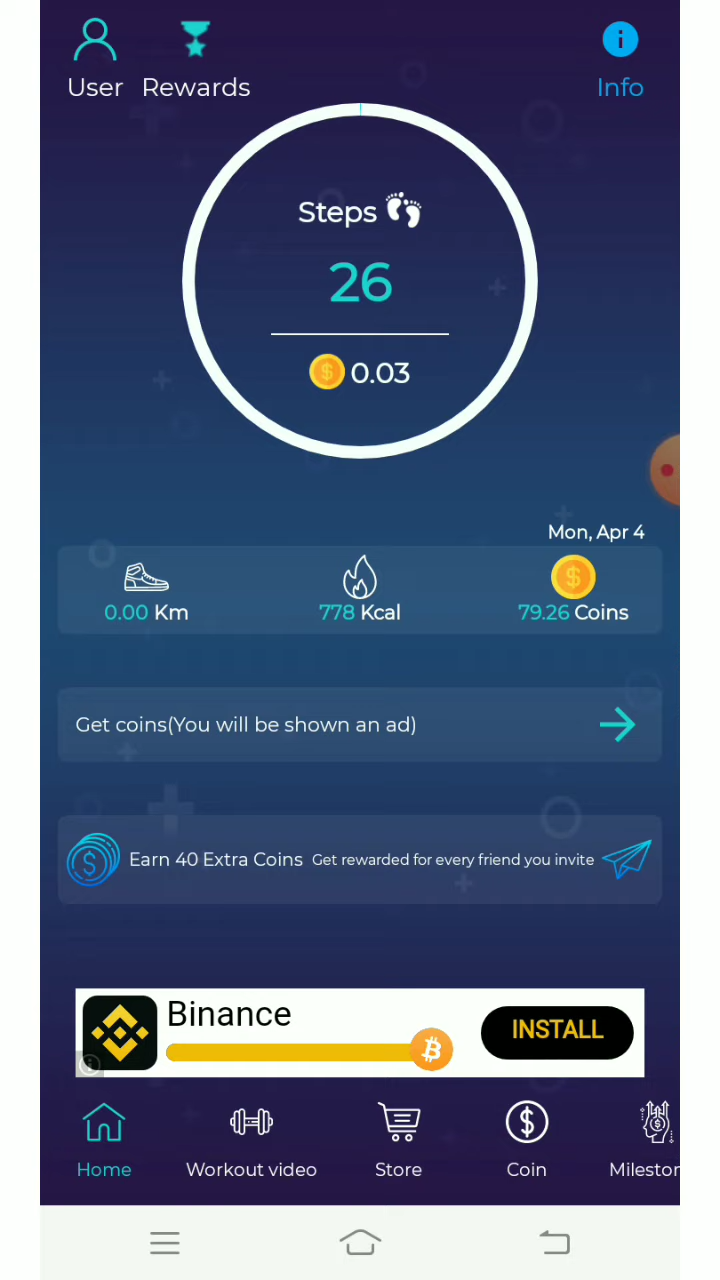 User Rewards Info
Steps
26
0.03
Mon, Apr 4
0.00 Km 778 Kcal 79.26 Coins
Get coins(You will be shown an ad)
Earn 40 Extra Coins Get rewarded for every friend you invite
Binance
INSTALL
Home Workout video Store Coin Mileston